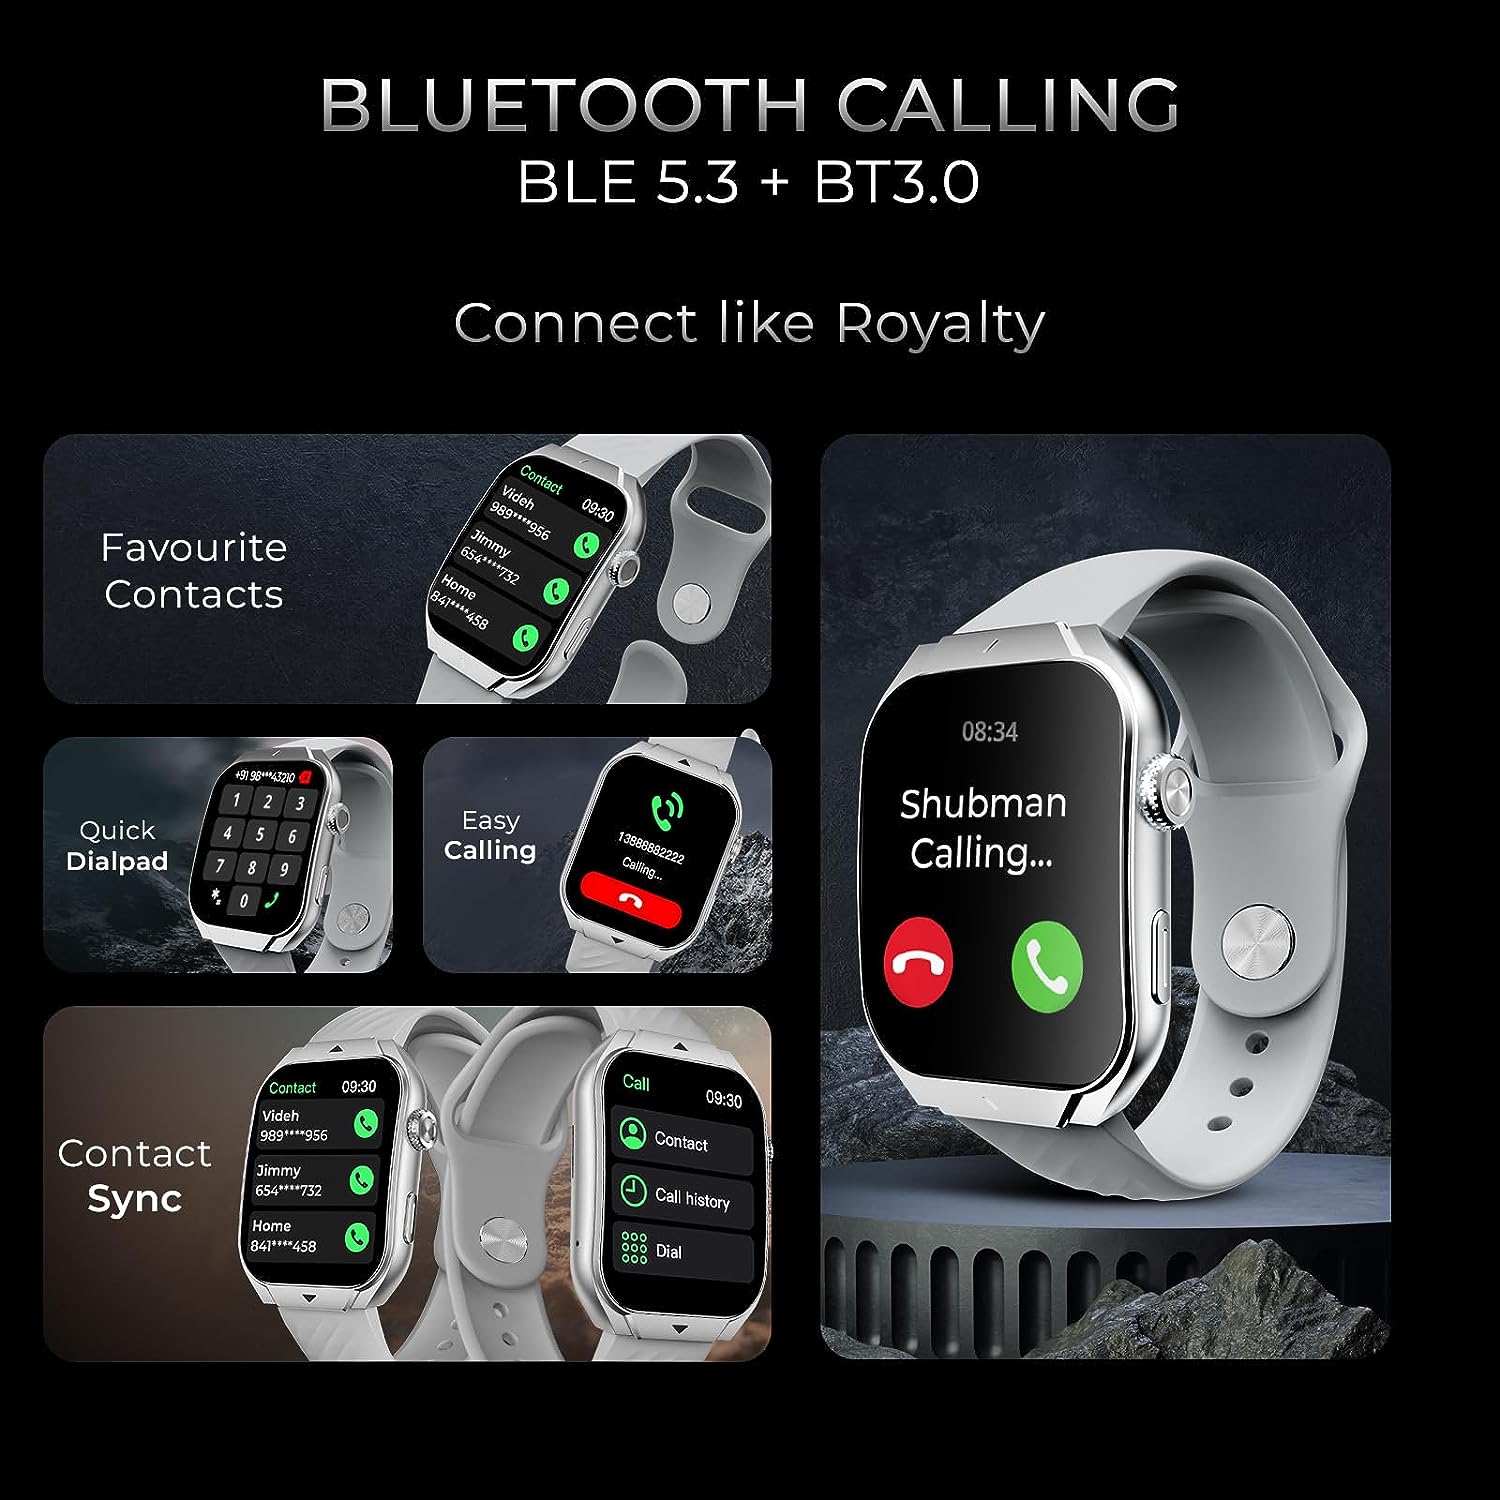 BLUETOOTH CALLING
BLE 5.3 + BT3.0
Connect like Royalty
Favourite
Contacts
Contact
09:30
Videh
989****956
Jimmy
654****732
Home
841****458
Quick
Dialpad
+91 98***43210
1 2 3
4 5 6
7 8 9
0
Easy
Calling
13888882222
Calling...
Contact
Sync
Contact 09:30
Videh
989****956
Jimmy
654****732
Home
841****458
Call
09:30
Contact
Call history
Dial
08:34
Shubman
Calling...